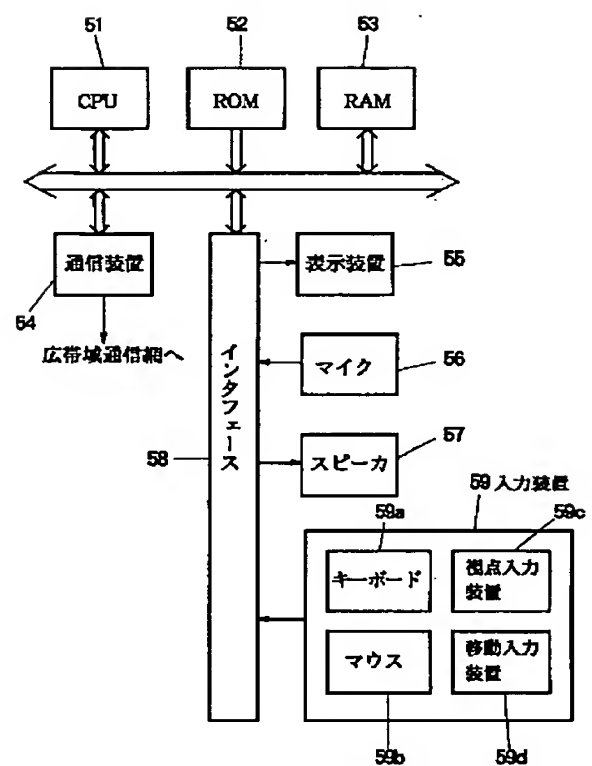 51
52
53
CPU
ROM
RAM
通信装置
54
広帯域通信網へ
インタフェース
58
表示装置
55
マイク
56
スピーカ
57
59 入力装置
59a
59c
キーボード
視点入力
装置
マウス
移動入力
装置
59b
59d